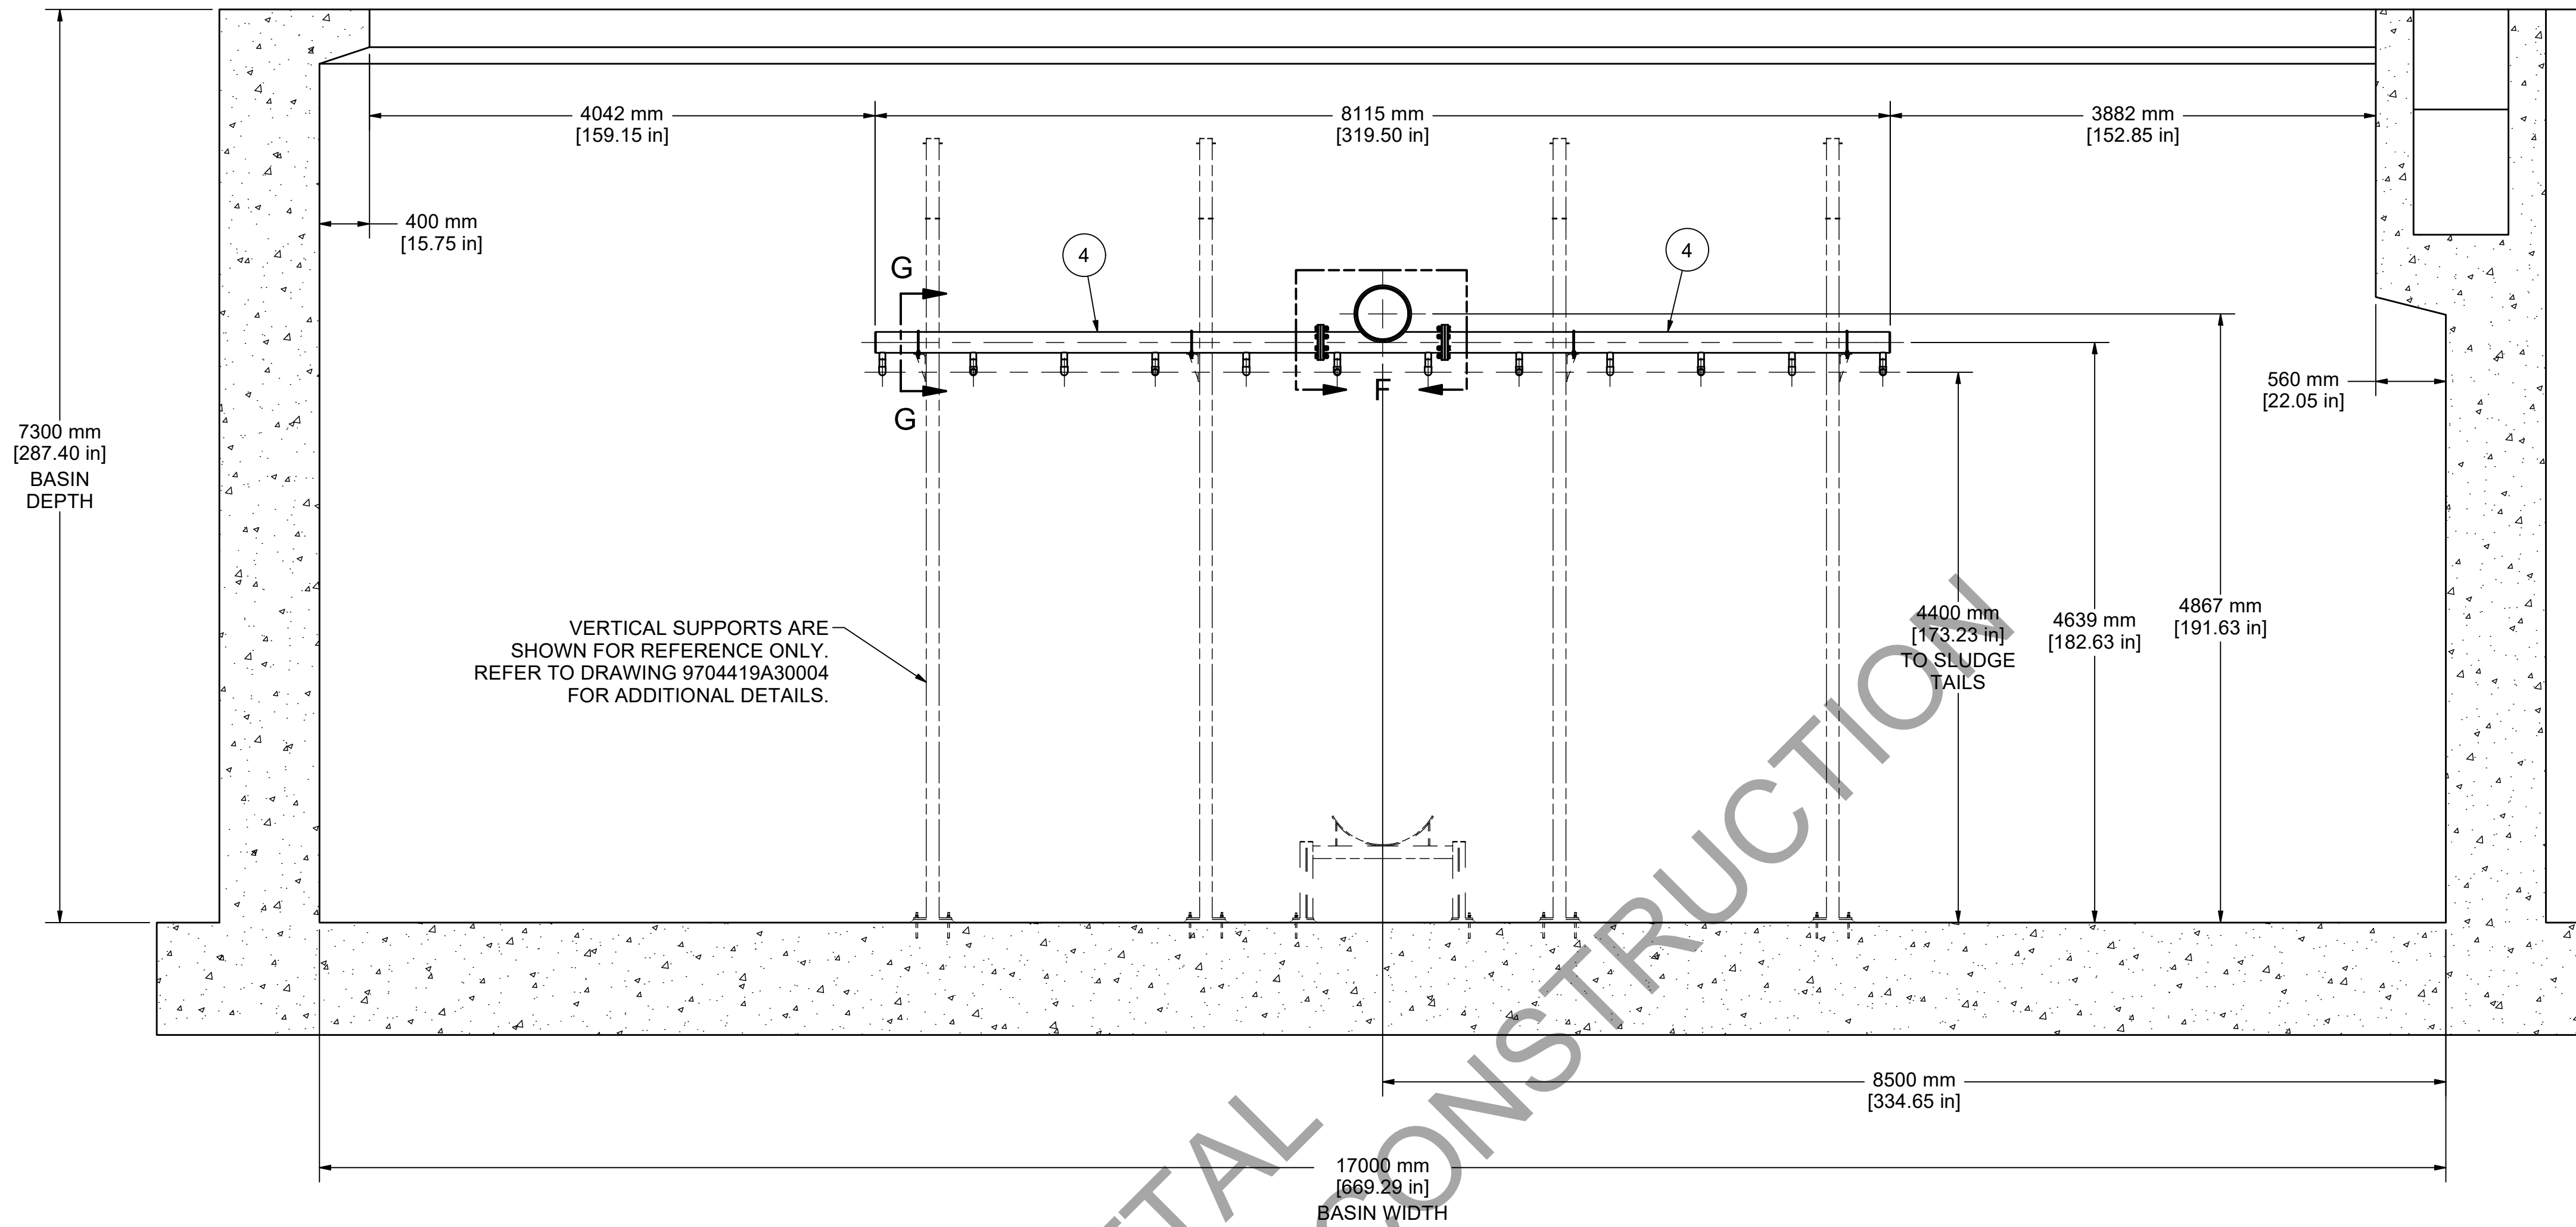 4042 mm
[159.15 in]
8115 mm
[319.50 in]
3882 mm
[152.85 in]
400 mm
[15.75 in]
4
4
G
G
F
560 mm
[22.05 in]
7300 mm
[287.40 in]
BASIN
DEPTH
VERTICAL SUPPORTS ARE
SHOWN FOR REFERENCE ONLY.
REFER TO DRAWING 9704419A30004
FOR ADDITIONAL DETAILS.
4400 mm
[173.23 in]
TO SLUDGE
TAILS
4639 mm
[182.63 in]
4867 mm
[191.63 in]
8500 mm
[334.65 in]
17000 mm
[669.29 in]
BASIN WIDTH
TAL
CONSTRUCTION